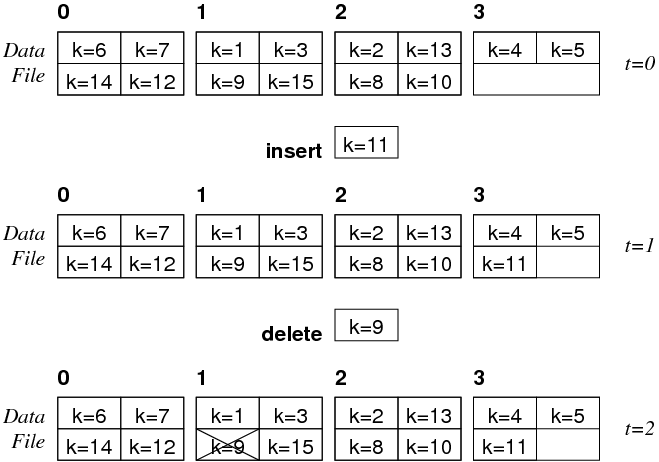 0 1 2 3
Data k=6 k=7 k=1 k=3 k=2 k=13 k=4 k=5 t=0
File k=14 k=12 k=9 k=15 k=8 k=10
insert k=11
0 1 2 3
Data k=6 k=7 k=1 k=3 k=2 k=13 k=4 k=5 t=1
File k=14 k=12 k=9 k=15 k=8 k=10 k=11
delete k=9
0 1 2 3
Data k=6 k=7 k=1 k=3 k=2 k=13 k=4 k=5 t=2
File k=14 k=12 k=9 k=15 k=8 k=10 k=11